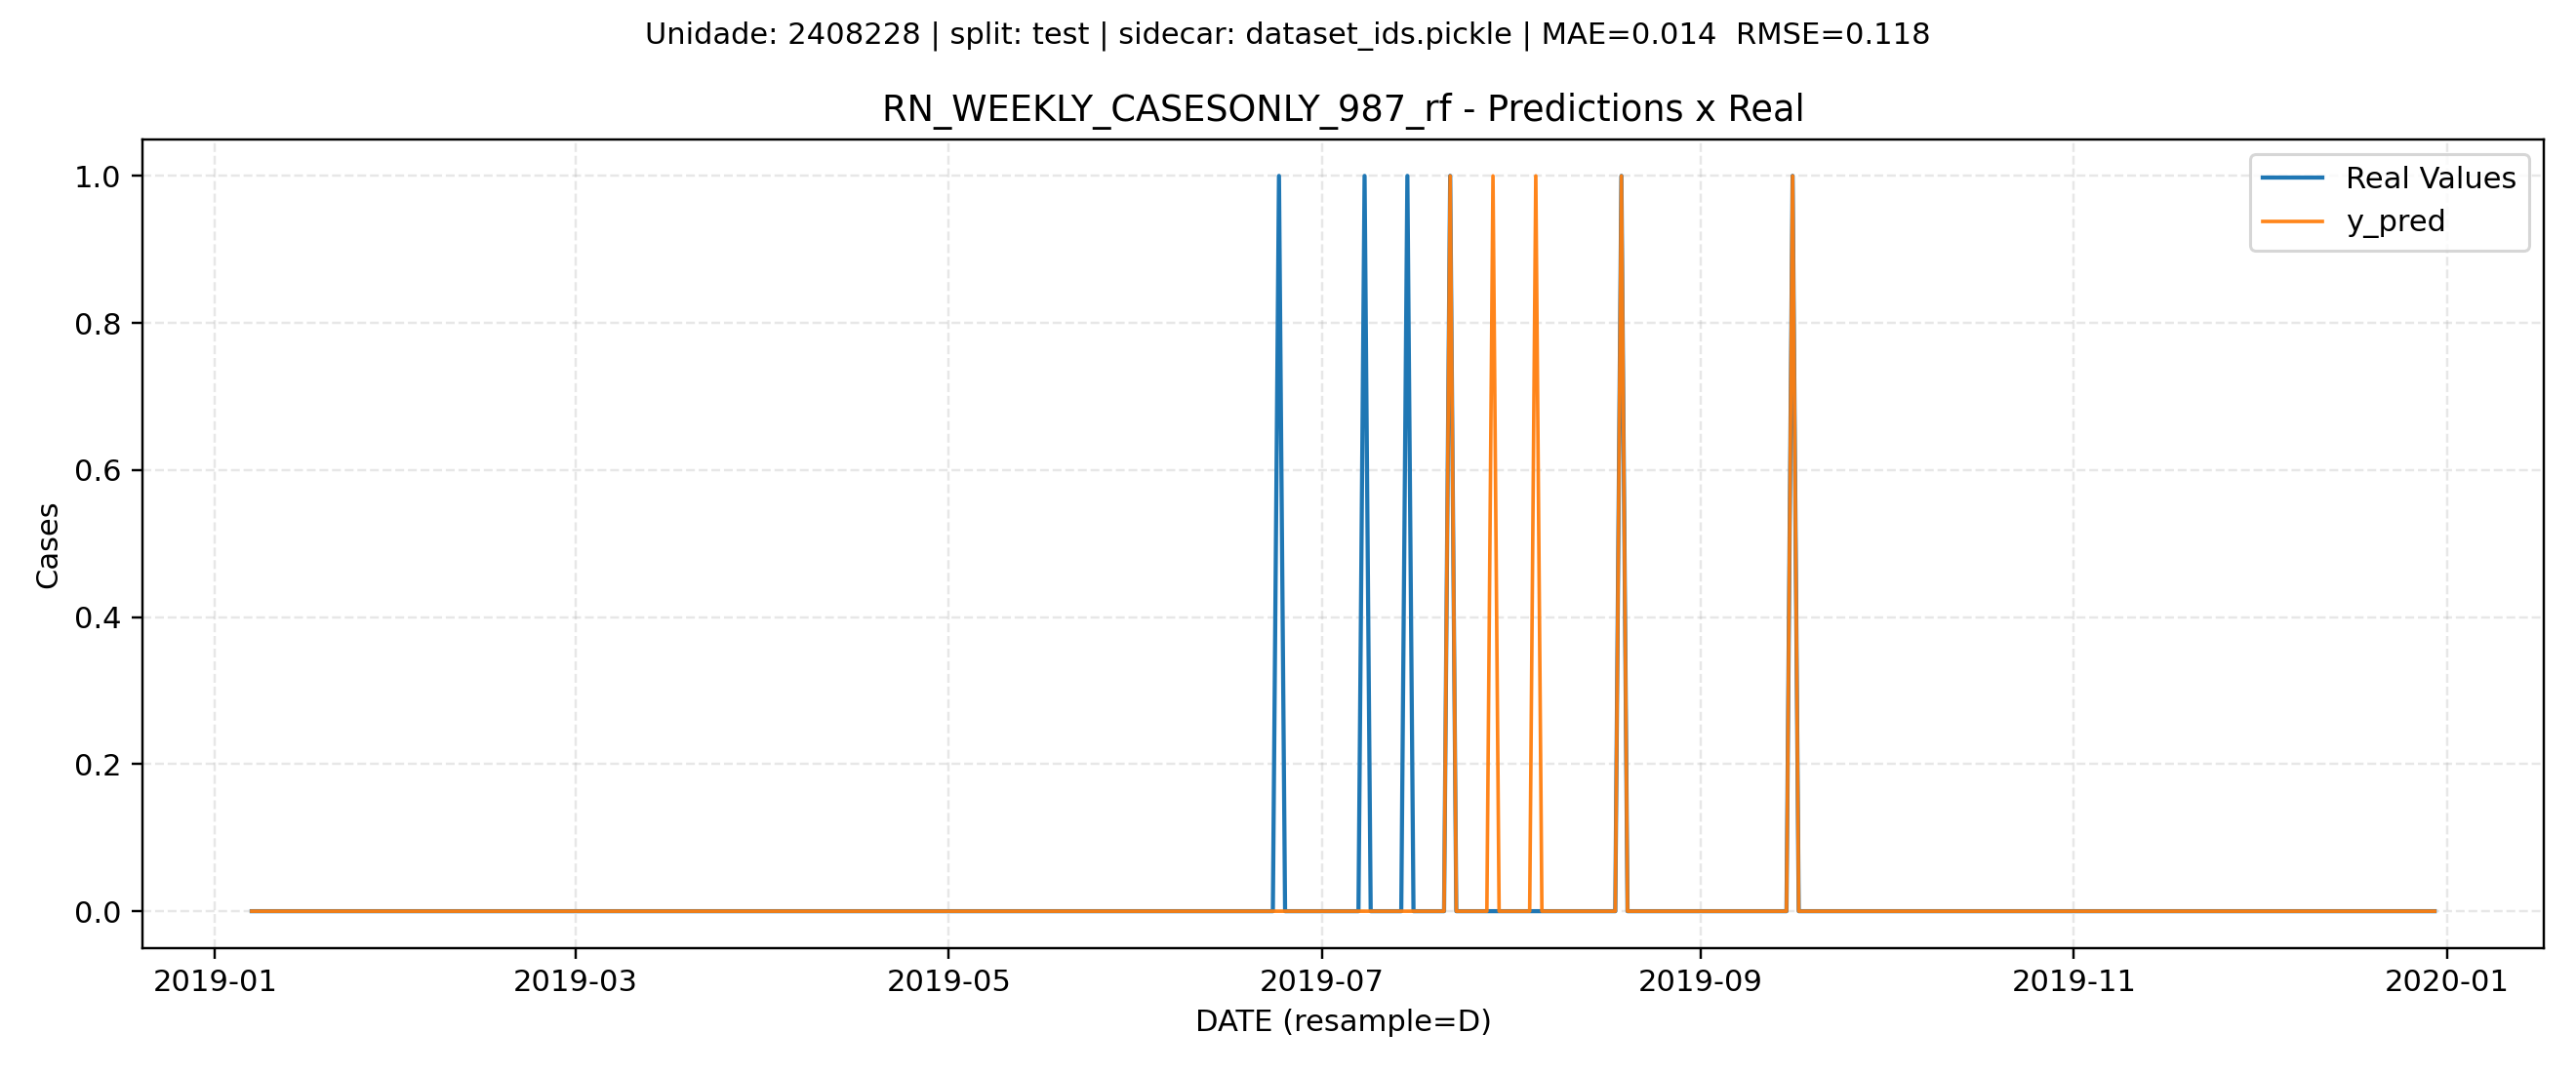 Unidade: 2408228 | split: test | sidecar: dataset_ids.pickle | MAE=0.014  RMSE=0.118
RN_WEEKLY_CASESONLY_987_rf - Predictions x Real
Real Values
y_pred
Cases
1.0
0.8
0.6
0.4
0.2
0.0
2019-01
2019-03
2019-05
2019-07
2019-09
2019-11
2020-01
DATE (resample=D)